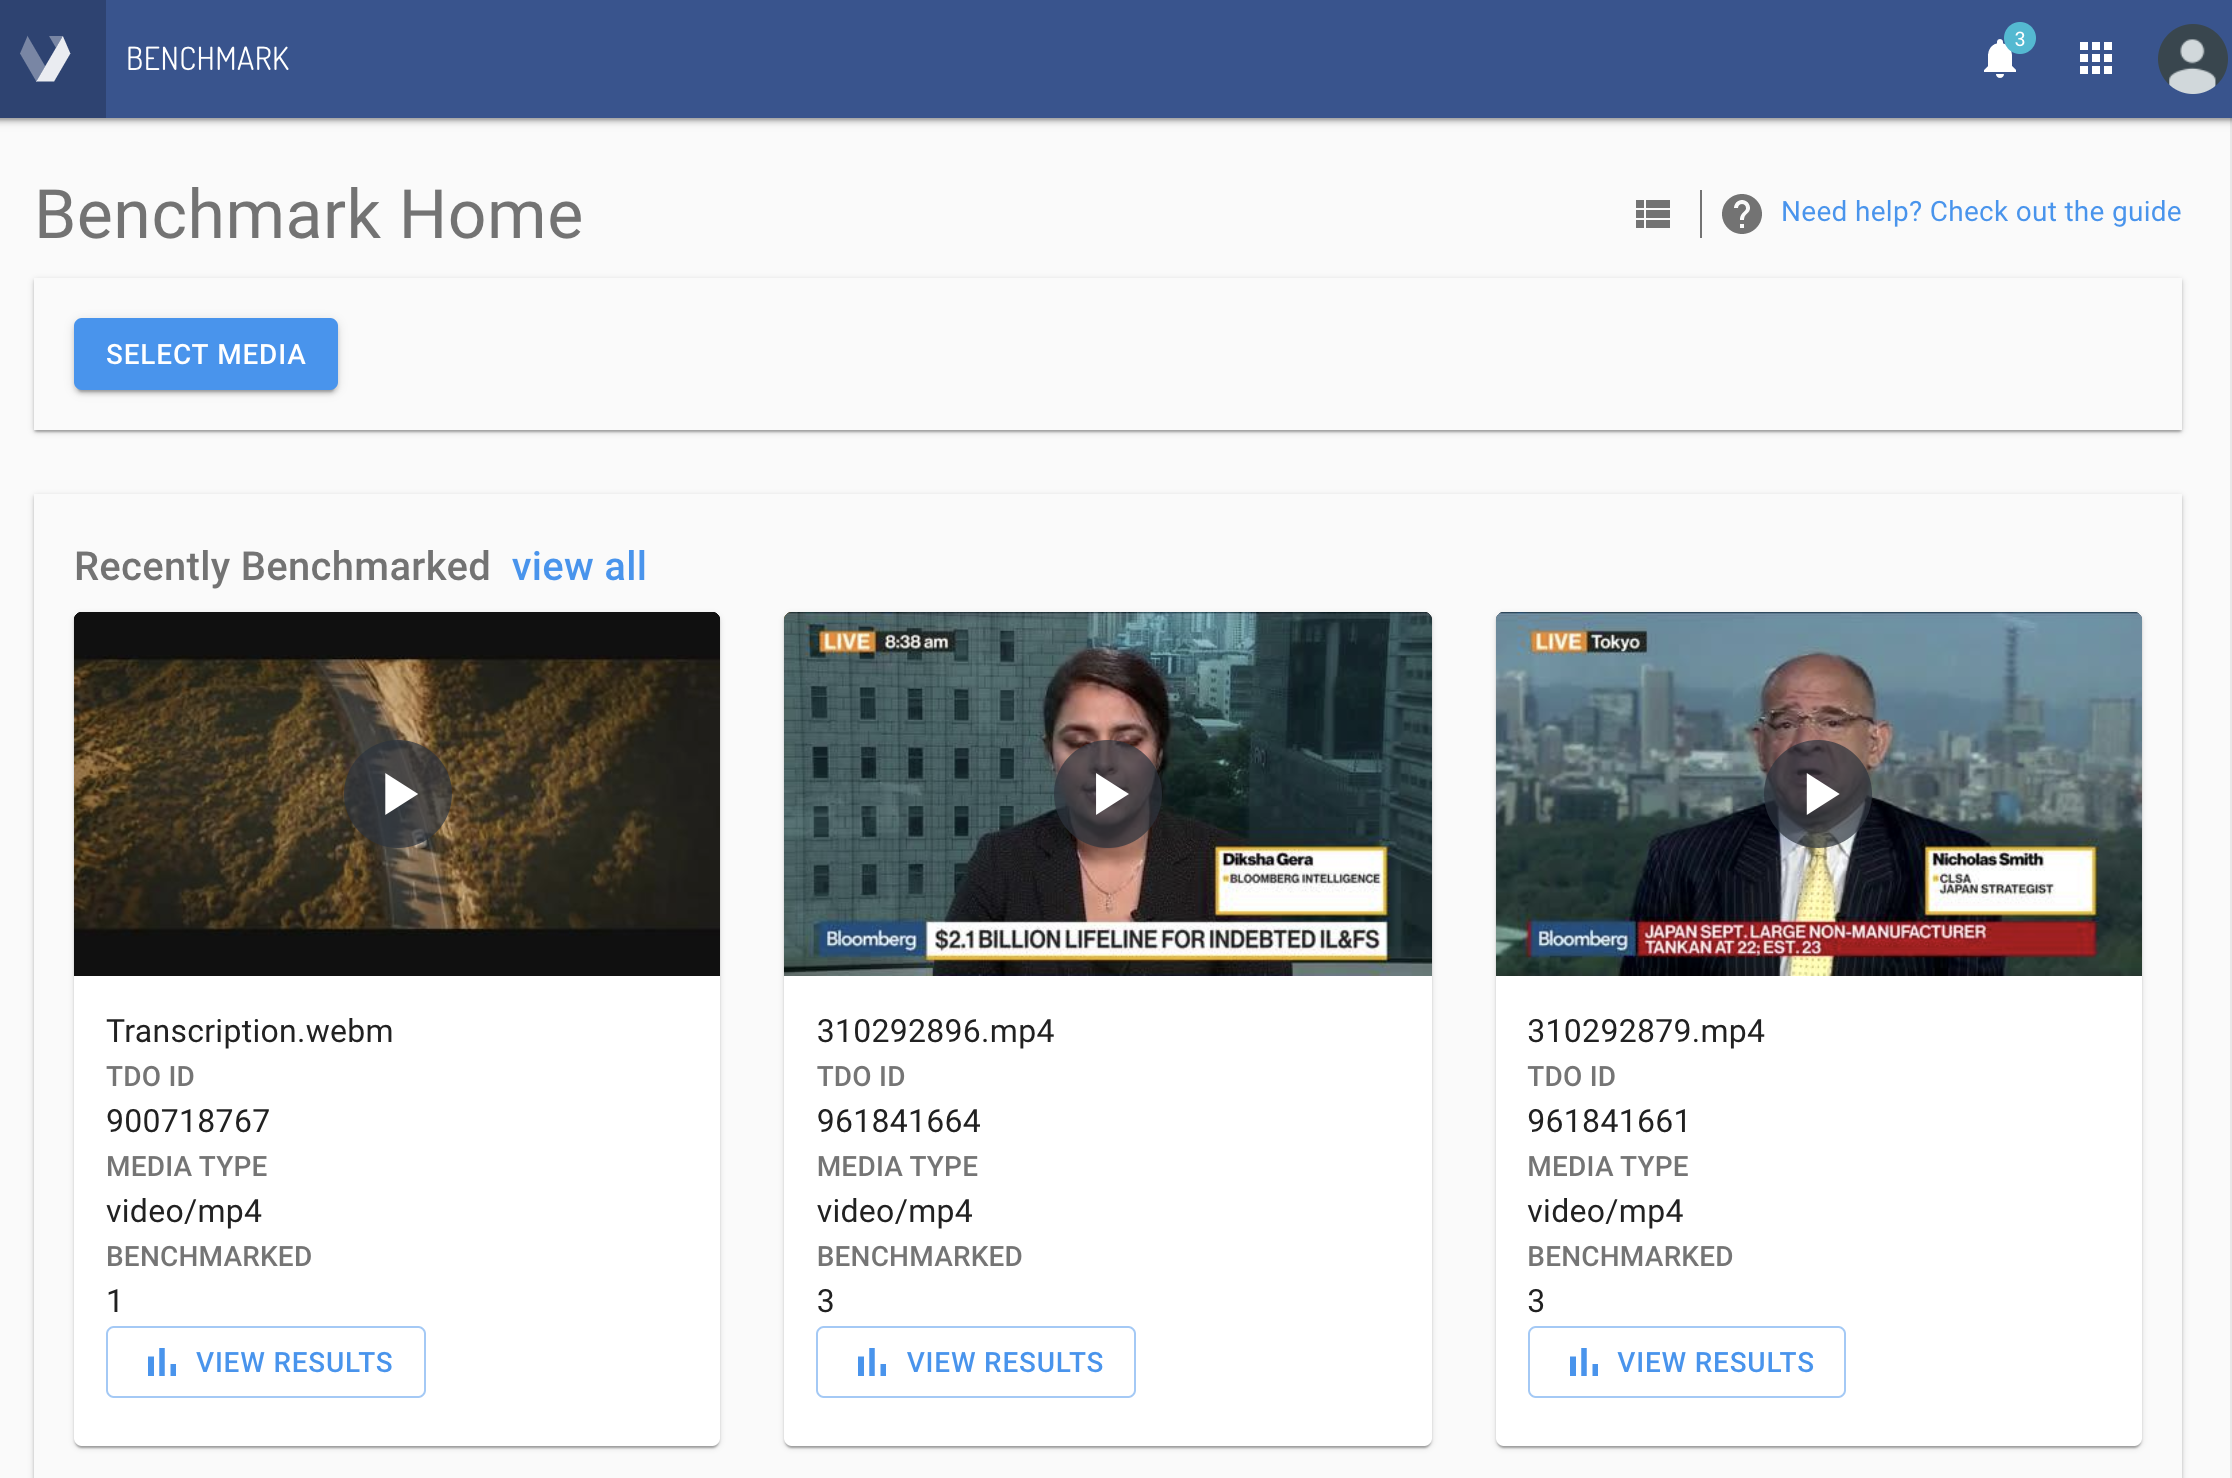 BENCHMARK
3
Benchmark Home
Need help? Check out the guide
SELECT MEDIA
Recently Benchmarked view all
LIVE 8:38 am
Diksha Gera
BLOOMBERG INTELLIGENCE
Bloomberg $2.1 BILLION LIFELINE FOR INDEBTED IL&FS
LIVE Tokyo
Nicholas Smith
CLSA
JAPAN STRATEGIST
Bloomberg
JAPAN SEPT. LARGE NON-MANUFACTURER
TANKAN AT 22; EST. 23
Transcription.webm
TDO ID
900718767
MEDIA TYPE
video/mp4
BENCHMARKED
1
VIEW RESULTS
310292896.mp4
TDO ID
961841664
MEDIA TYPE
video/mp4
BENCHMARKED
3
VIEW RESULTS
310292879.mp4
TDO ID
961841661
MEDIA TYPE
video/mp4
BENCHMARKED
3
VIEW RESULTS